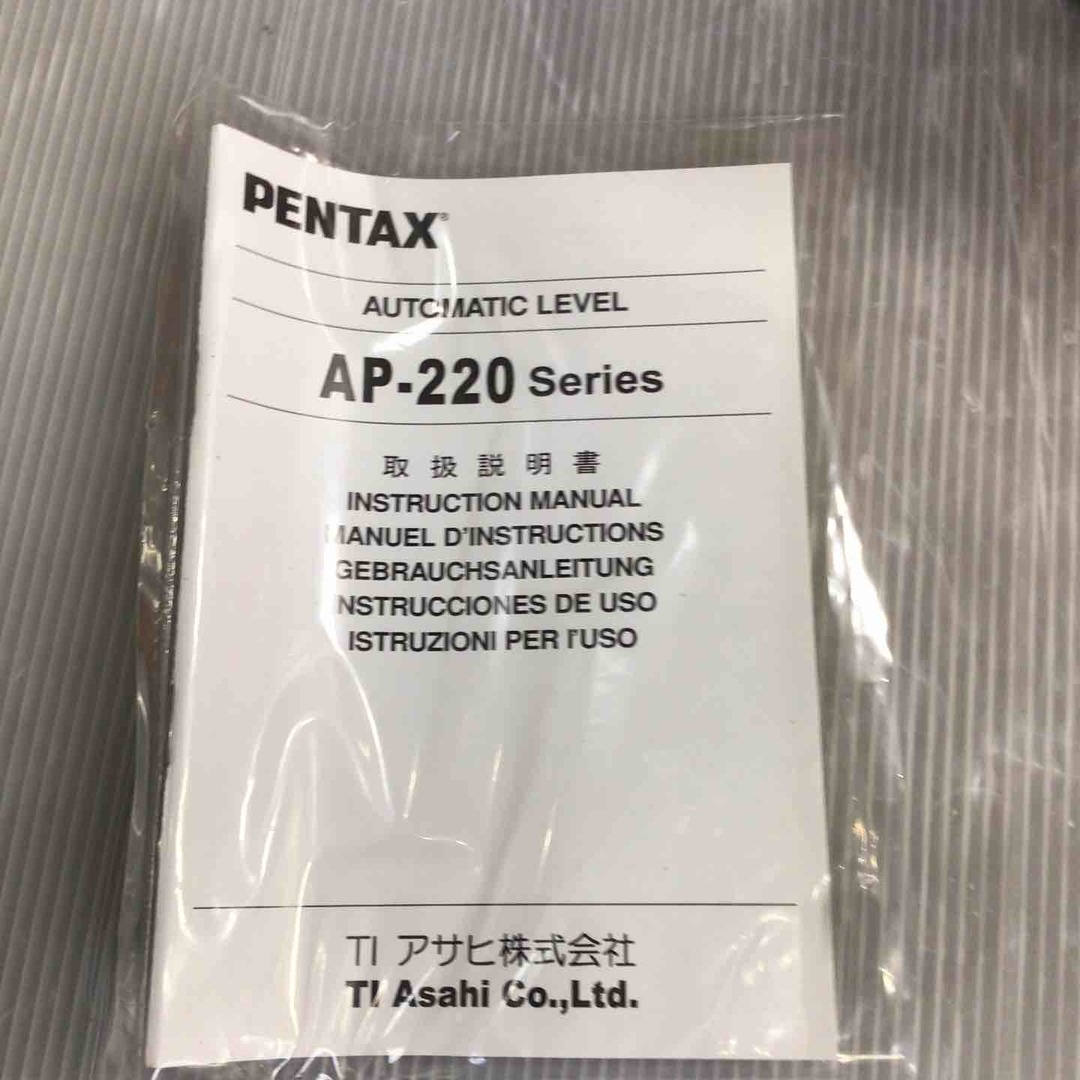 PENTAX®
AUTOMATIC LEVEL
AP-220 Series
取扱説明書
INSTRUCTION MANUAL
MANUEL D'INSTRUCTIONS
GEBRAUCHSANLEITUNG
INSTRUCCIONES DE USO
ISTRUZIONI PER l'USO
TI アサヒ株式会社
TI Asahi Co.,Ltd.